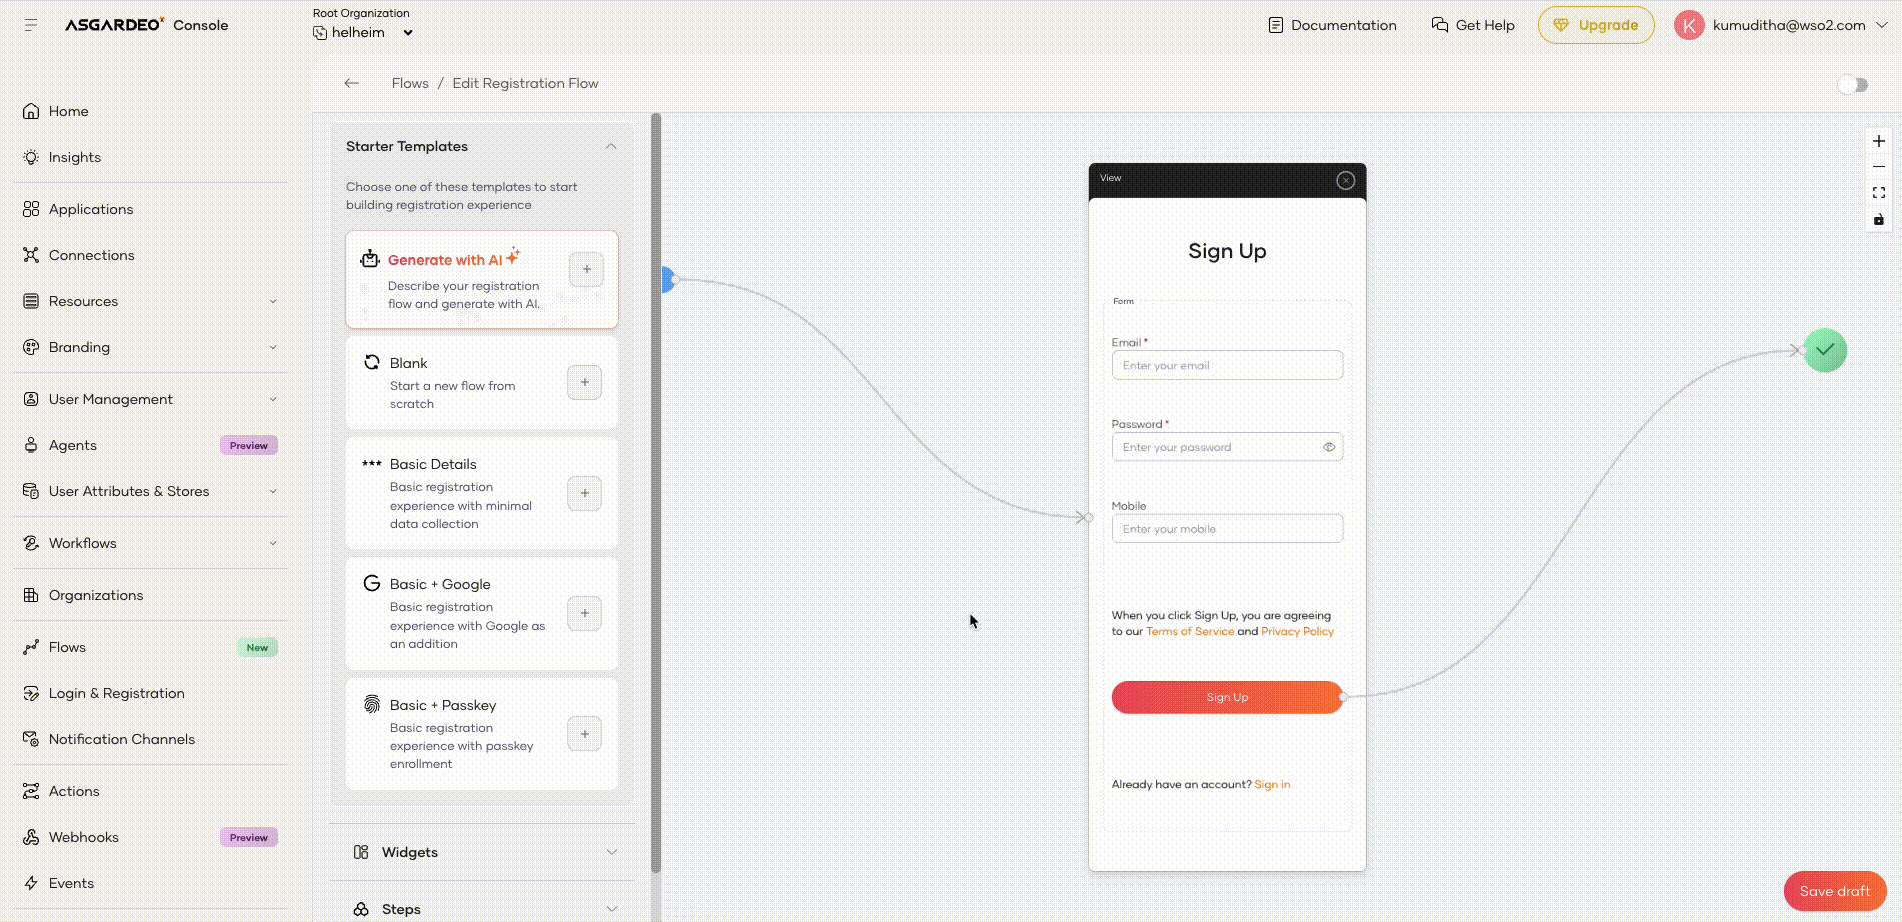 ASGARDEO Console
Root Organization
helheim
Documentation
Get Help
Upgrade
K
kumuditha@wso2.com
Flows / Edit Registration Flow
Home
Insights
Applications
Connections
Resources
Branding
User Management
Agents
Preview
User Attributes & Stores
Workflows
Organizations
Flows
New
Login & Registration
Notification Channels
Actions
Webhooks
Preview
Events
Starter Templates
Choose one of these templates to start
building registration experience
Generate with AI
Describe your registration
flow and generate with AI.
Blank
Start a new flow from
scratch
Basic Details
Basic registration
experience with minimal
data collection
Basic + Google
Basic registration
experience with Google as
an addition
Basic + Passkey
Basic registration
experience with passkey
enrollment
Widgets
Steps
View
Sign Up
Form
Email *
Enter your email
Password *
Enter your password
Mobile
Enter your mobile
When you click Sign Up, you are agreeing
to our Terms of Service and Privacy Policy
Sign Up
Already have an account? Sign in
Save draft